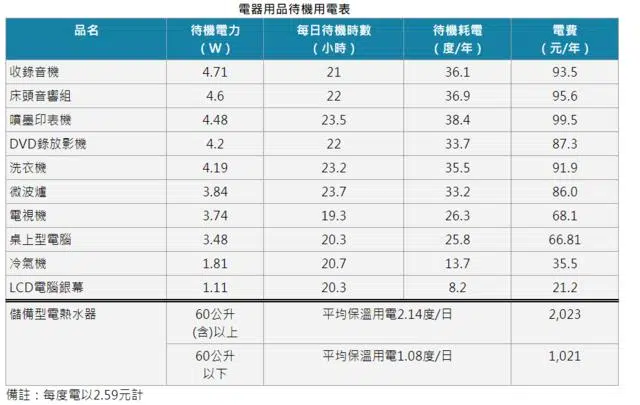 電器用品待機用電表
品名 待機電力（W） 每日待機時數（小時） 待機耗電（度/年） 電費（元/年）
收錄音機 4.71 21 36.1 93.5
床頭音響組 4.6 22 36.9 95.6
噴墨印表機 4.48 23.5 38.4 99.5
DVD錄放影機 4.2 22 33.7 87.3
洗衣機 4.19 23.2 35.5 91.9
微波爐 3.84 23.7 33.2 86.0
電視機 3.74 19.3 26.3 68.1
桌上型電腦 3.48 20.3 25.8 66.81
冷氣機 1.81 20.7 13.7 35.5
LCD電腦銀幕 1.11 20.3 8.2 21.2
儲備型電熱水器 60公升(含)以上 平均保溫用電2.14度/日 2,023
60公升以下 平均保溫用電1.08度/日 1,021
備註：每度電以2.59元計